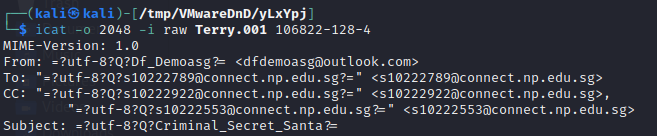 ┌──(kali㉿kali)-[/tmp/VMwareDnD/yLxYpj]
└─$ icat -o 2048 -i raw Terry.001 106822-128-4
MIME-Version: 1.0
From: =?utf-8?Q?Df_Demoasg?= <dfdemoasg@outlook.com>
To: "=?utf-8?Q?s10222789@connect.np.edu.sg?=" <s10222789@connect.np.edu.sg>
CC: "=?utf-8?Q?s10222922@connect.np.edu.sg?=" <s10222922@connect.np.edu.sg>,
"=?utf-8?Q?s10222553@connect.np.edu.sg?=" <s10222553@connect.np.edu.sg>
Subject: =?utf-8?Q?Criminal_Secret_Santa?=